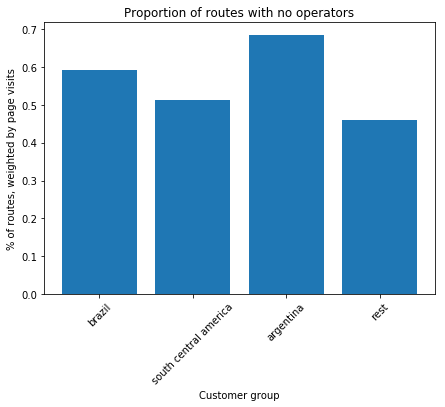 Proportion of routes with no operators
% of routes, weighted by page visits
0.7
0.6
0.5
0.4
0.3
0.2
0.1
0.0
brazil
south central america
argentina
rest
Customer group